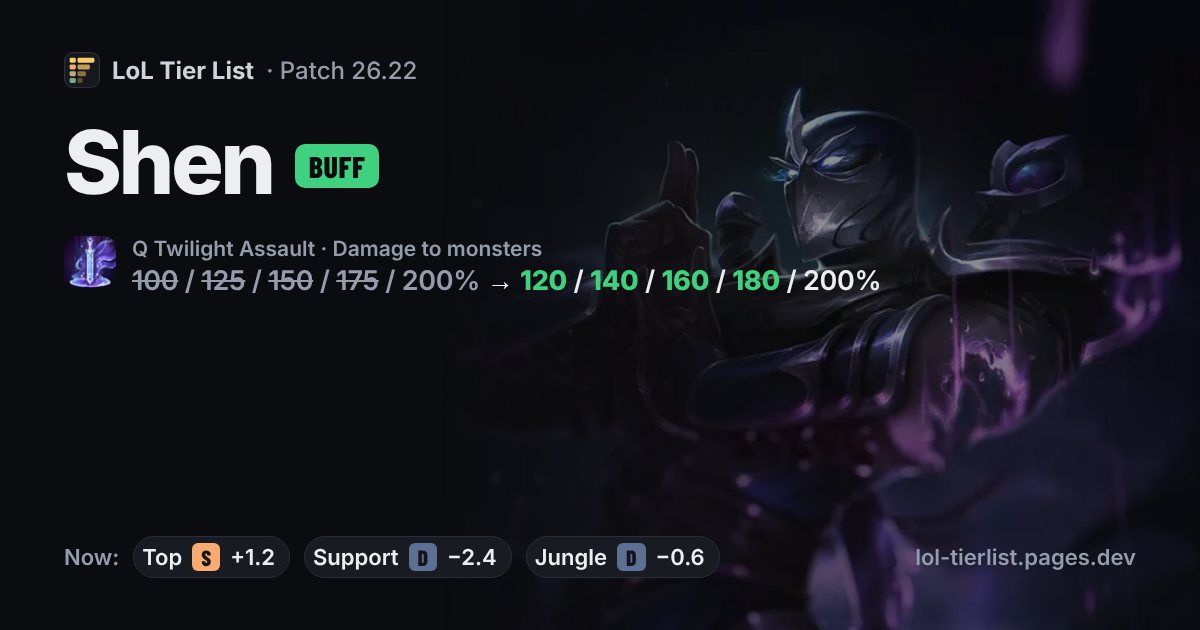 LoL Tier List · Patch 26.22
Shen BUFF
Q Twilight Assault · Damage to monsters
100 / 125 / 150 / 175 / 200% → 120 / 140 / 160 / 180 / 200%
Now: Top S +1.2 Support D −2.4 Jungle D −0.6 lol-tierlist.pages.dev